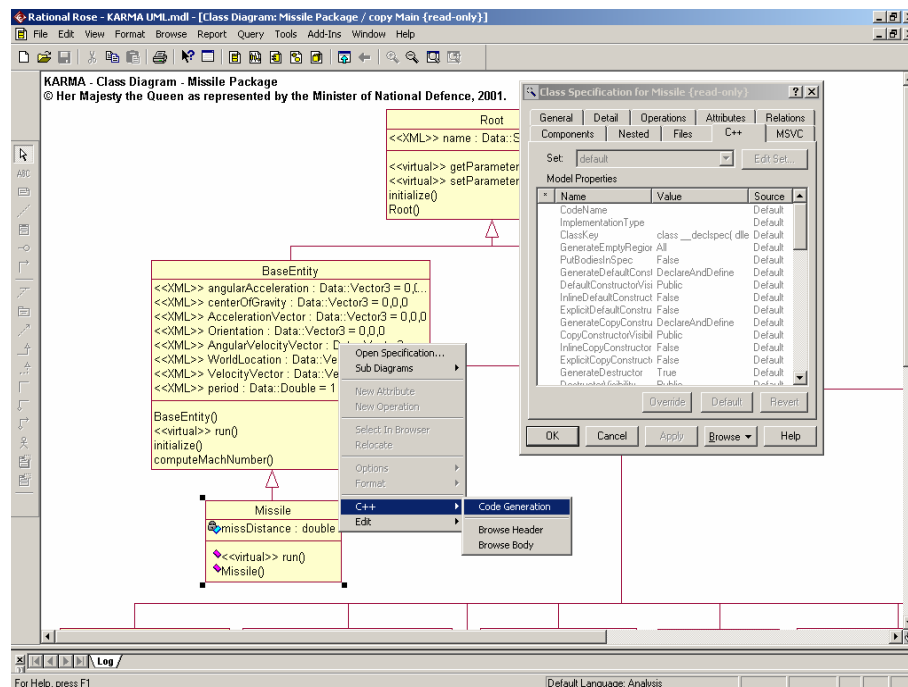 Rational Rose - KARMA UML.mdl - [Class Diagram: Missile Package / copy Main {read-only}]
File Edit View Format Browse Report Query Tools Add-Ins Window Help
KARMA - Class Diagram - Missile Package
© Her Majesty the Queen as represented by the Minister of National Defence, 2001.
ABC
Root
<<XML>> name : Data::S
<<virtual>> getParameter
<<virtual>> setParameter
initialize()
Root()
BaseEntity
<<XML>> angularAcceleration : Data::Vector3 = 0,(...
<<XML>> centerOfGravity : Data::Vector3 = 0,0,0
<<XML>> AccelerationVector : Data::Vector3 = 0,0,0
<<XML>> Orientation : Data::Vector3 = 0,0,0
<<XML>> AngularVelocityVector : D
<<XML>> WorldLocation : Data::Ve
<<XML>> VelocityVector : Data::Ve
<<XML>> period : Data::Double = 1
BaseEntity()
<<virtual>> run()
initialize()
computeMachNumber()
Missile
missDistance : double
<<virtual>> run()
Missile()
Open Specification...
Sub Diagrams
New Attribute
New Operation
Select In Browser
Relocate
Options
Format
C++
Edit
Code Generation
Browse Header
Browse Body
Class Specification for Missile {read-only}
General Detail Operations Attributes Relations
Components Nested Files C++ MSVC
Set: default Edit Set...
Model Properties
* Name Value Source
CodeName Default
ImplementationType Default
ClassKey class __declspec( dlle Default
GenerateEmptyRegior All Default
PutBodiesInSpec False Default
GenerateDefaultConst DeclareAndDefine Default
DefaultConstructorVisi Public Default
InlineDefaultConstruct False Default
ExplicitDefaultConstru False Default
GenerateCopyConstru DeclareAndDefine Default
CopyConstructorVisibil Public Default
InlineCopyConstructor False Default
ExplicitCopyConstructi False Default
GenerateDestructor True Default
DestructorVisibility Public Default
Override Default Revert
OK Cancel Apply Browse Help
Log
For Help, press F1
Default Language: Analysis